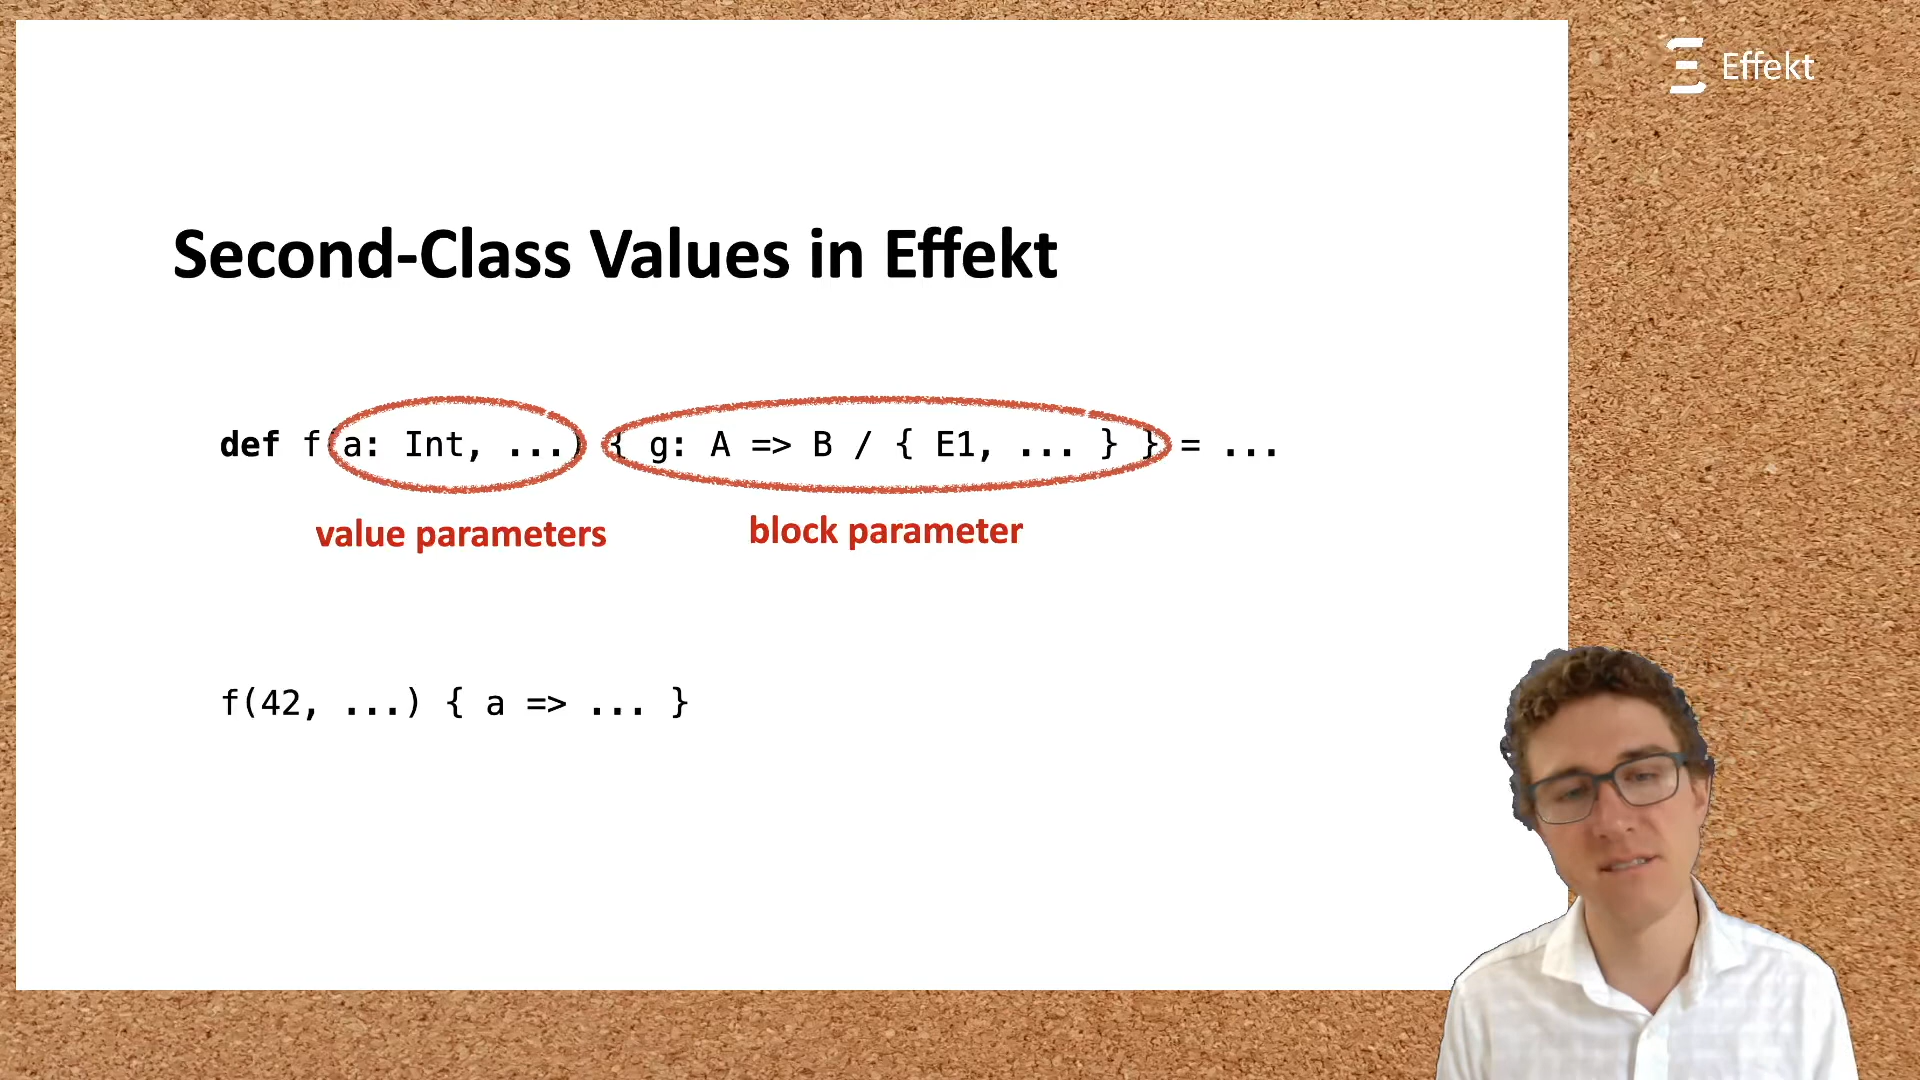 Effekt
Second-Class Values in Effekt
def f(a: Int, ...) { g: A => B / { E1, ... } } = ...
value parameters
block parameter
f(42, ...) { a => ... }